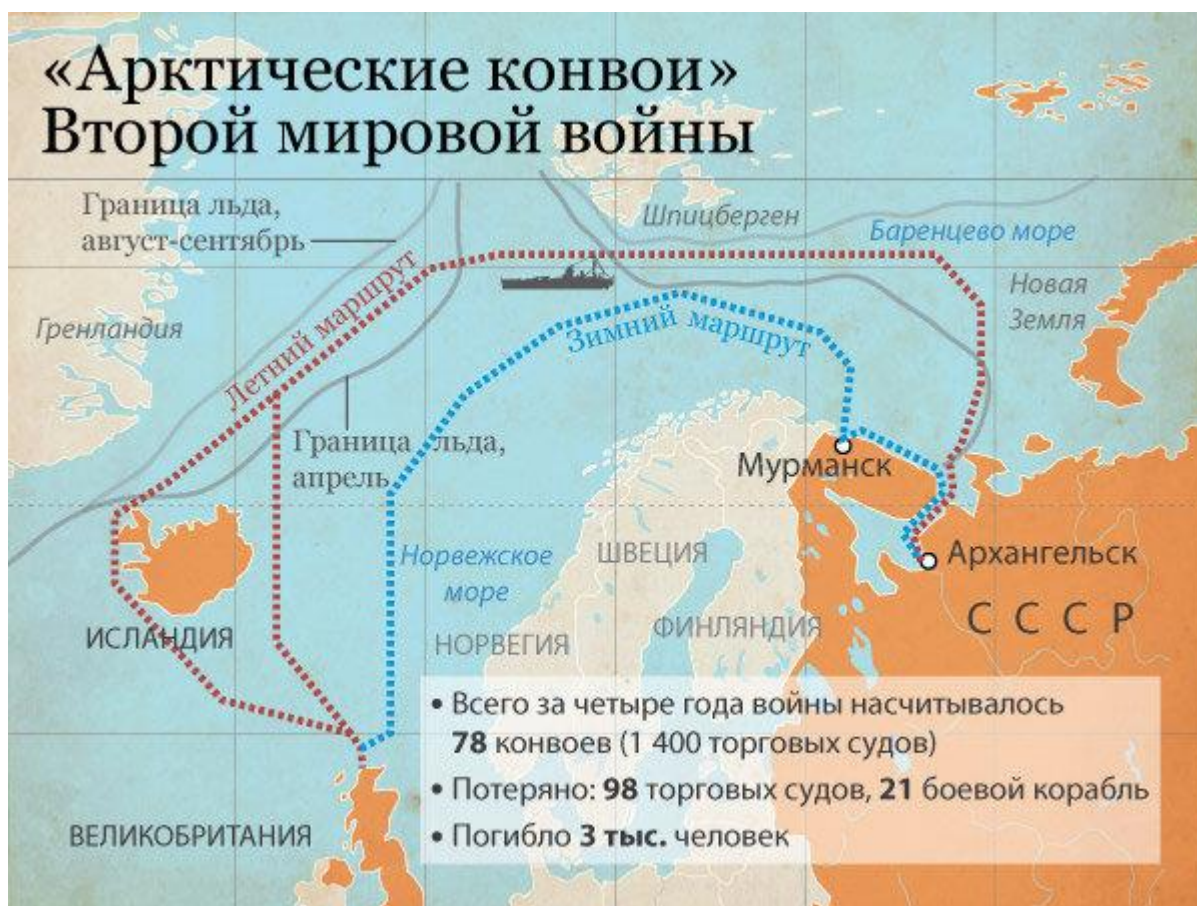 «Арктические конвои»
Второй мировой войны
Граница льда,
август-сентябрь
Шпицберген
Баренцево море
Новая
Земля
Гренландия
Летний маршрут
Зимний маршрут
Граница льда,
апрель
Мурманск
Архангельск
Норвежское
море
ШВЕЦИЯ
СССР
ИСЛАНДИЯ
НОРВЕГИЯ
ФИНЛЯНДИЯ
• Всего за четыре года войны насчитывалось
78 конвоев (1 400 торговых судов)
• Потеряно: 98 торговых судов, 21 боевой корабль
• Погибло 3 тыс. человек
ВЕЛИКОБРИТАНИЯ